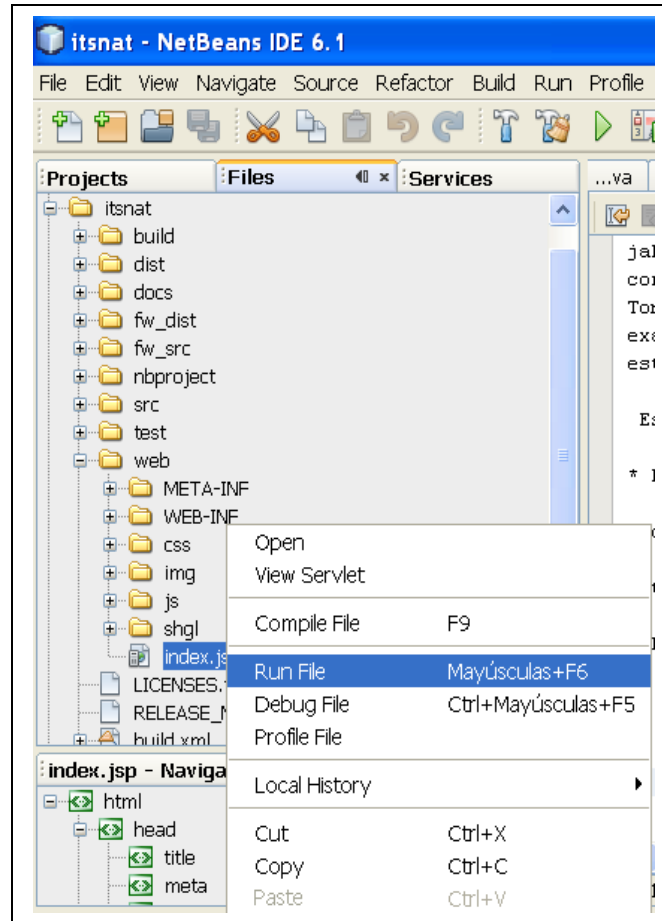 itsnat - NetBeans IDE 6.1
File Edit View Navigate Source Refactor Build Run Profile
Projects Files Services
...va
itsnat
build
dist
docs
fw_dist
fw_src
nbproject
src
test
web
META-INF
WEB-INF
css
img
js
shgl
index.js
LICENSES.
RELEASE_
build.xml
Open
View Servlet
Compile File F9
Run File Mayúsculas+F6
Debug File Ctrl+Mayúsculas+F5
Profile File
Local History
Cut Ctrl+X
Copy Ctrl+C
Paste Ctrl+V
index.jsp - Naviga
html
head
title
meta